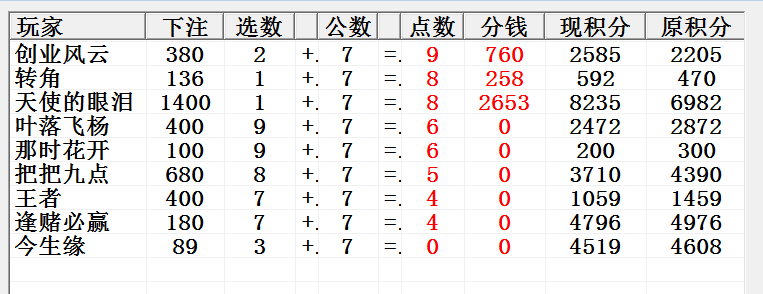 玩家 下注 选数 公数 点数 分钱 现积分 原积分
创业风云 380 2 +. 7 =. 9 760 2585 2205
转角 136 1 +. 7 =. 8 258 592 470
天使的眼泪 1400 1 +. 7 =. 8 2653 8235 6982
叶落飞杨 400 9 +. 7 =. 6 0 2472 2872
那时花开 100 9 +. 7 =. 6 0 200 300
把把九点 680 8 +. 7 =. 5 0 3710 4390
王者 400 7 +. 7 =. 4 0 1059 1459
逢赌必赢 180 7 +. 7 =. 4 0 4796 4976
今生缘 89 3 +. 7 =. 0 0 4519 4608